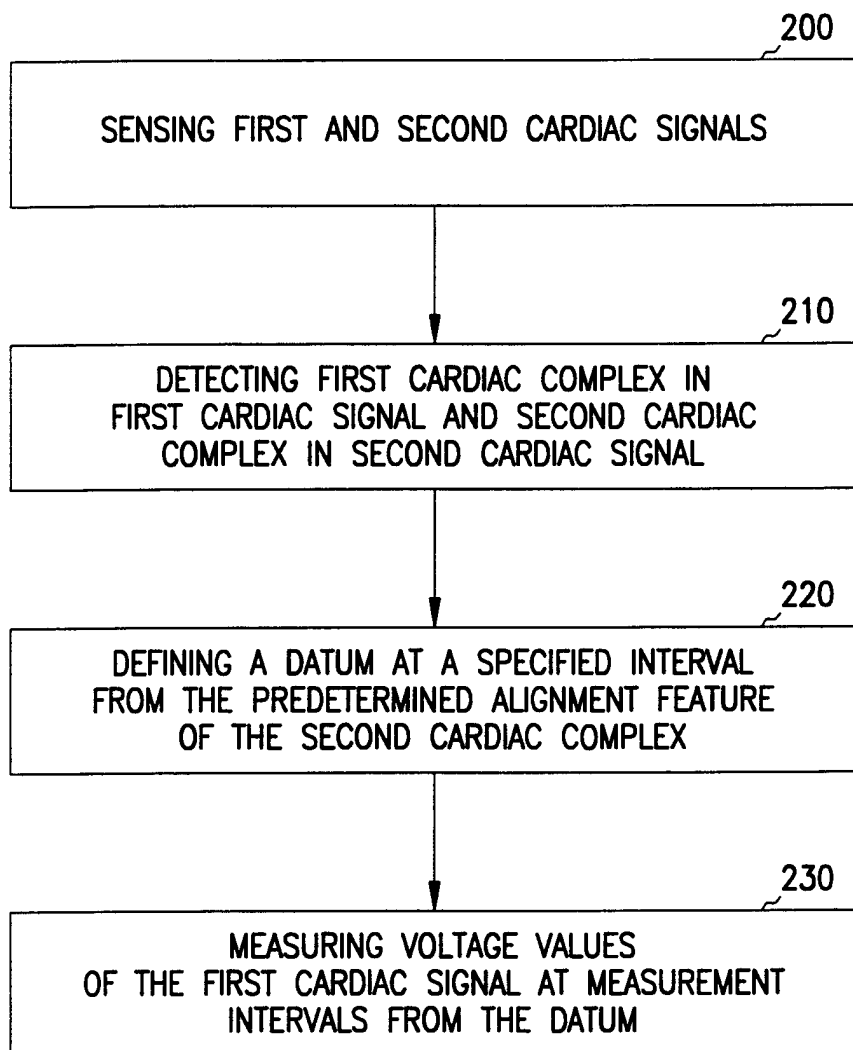 200
SENSING FIRST AND SECOND CARDIAC SIGNALS
210
DETECTING FIRST CARDIAC COMPLEX IN
FIRST CARDIAC SIGNAL AND SECOND CARDIAC
COMPLEX IN SECOND CARDIAC SIGNAL
220
DEFINING A DATUM AT A SPECIFIED INTERVAL
FROM THE PREDETERMINED ALIGNMENT FEATURE
OF THE SECOND CARDIAC COMPLEX
230
MEASURING VOLTAGE VALUES
OF THE FIRST CARDIAC SIGNAL AT MEASUREMENT
INTERVALS FROM THE DATUM